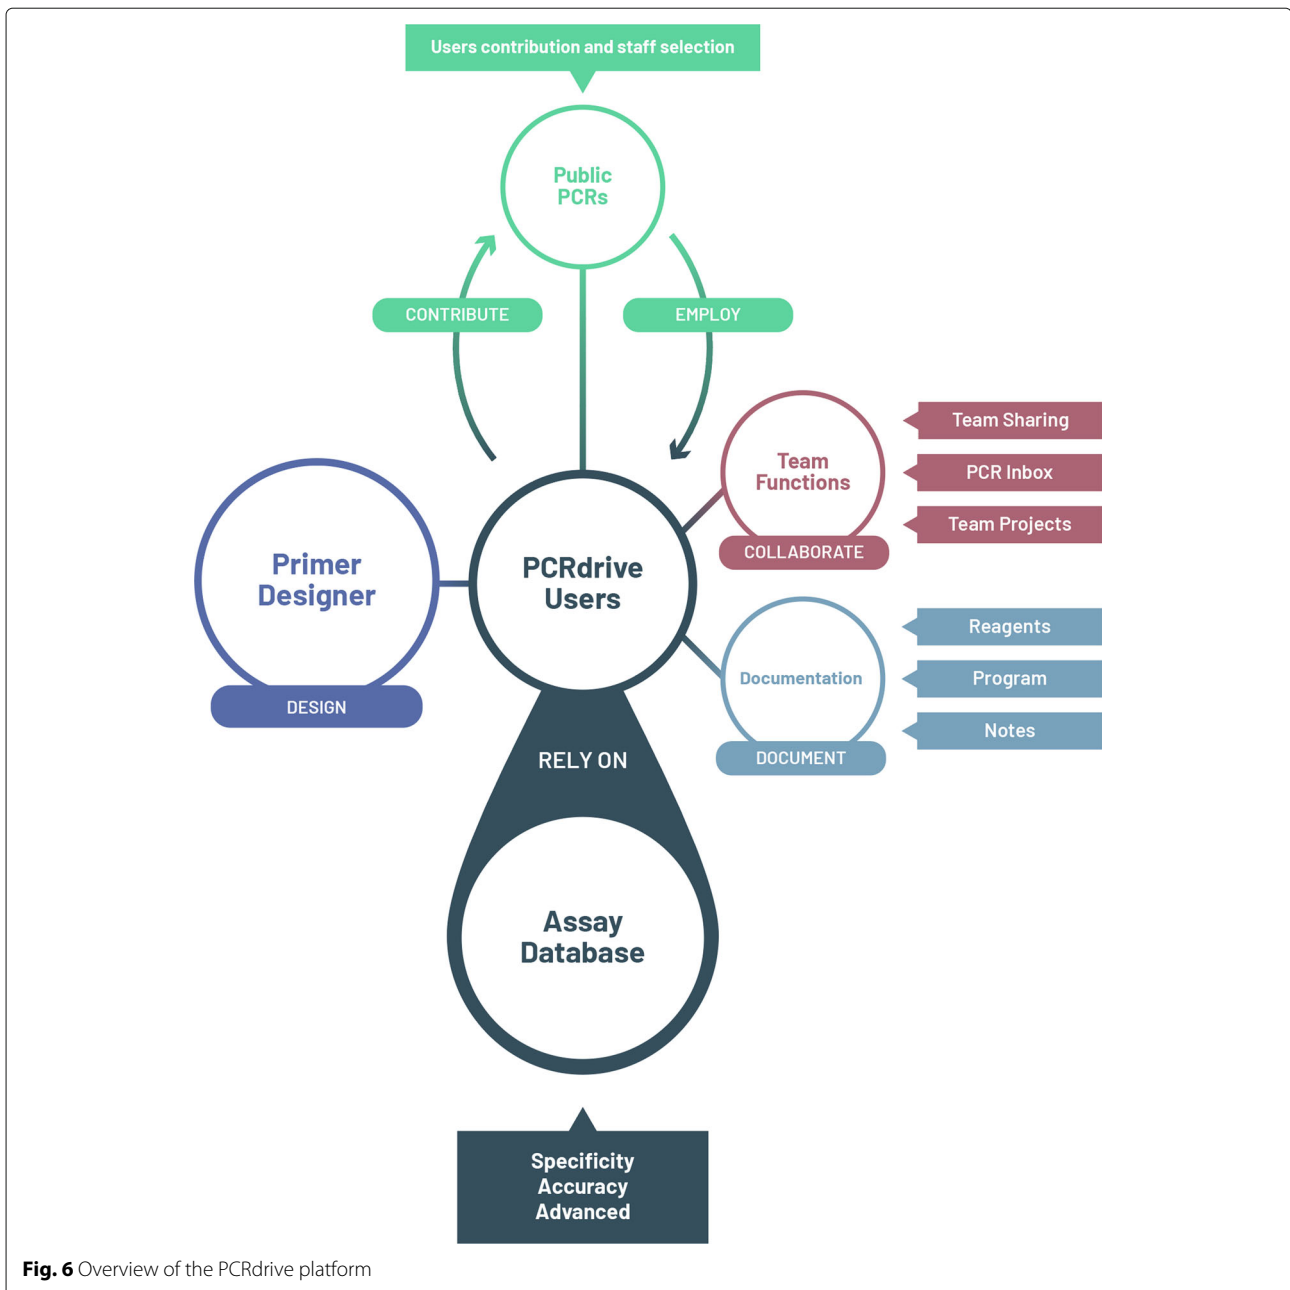 Users contribution and staff selection
Public
PCRs
CONTRIBUTE
EMPLOY
Team
Functions
COLLABORATE
Team Sharing
PCR Inbox
Team Projects
Primer
Designer
DESIGN
PCRdrive
Users
Documentation
DOCUMENT
Reagents
Program
Notes
RELY ON
Assay
Database
Specificity
Accuracy
Advanced
Fig. 6 Overview of the PCRdrive platform